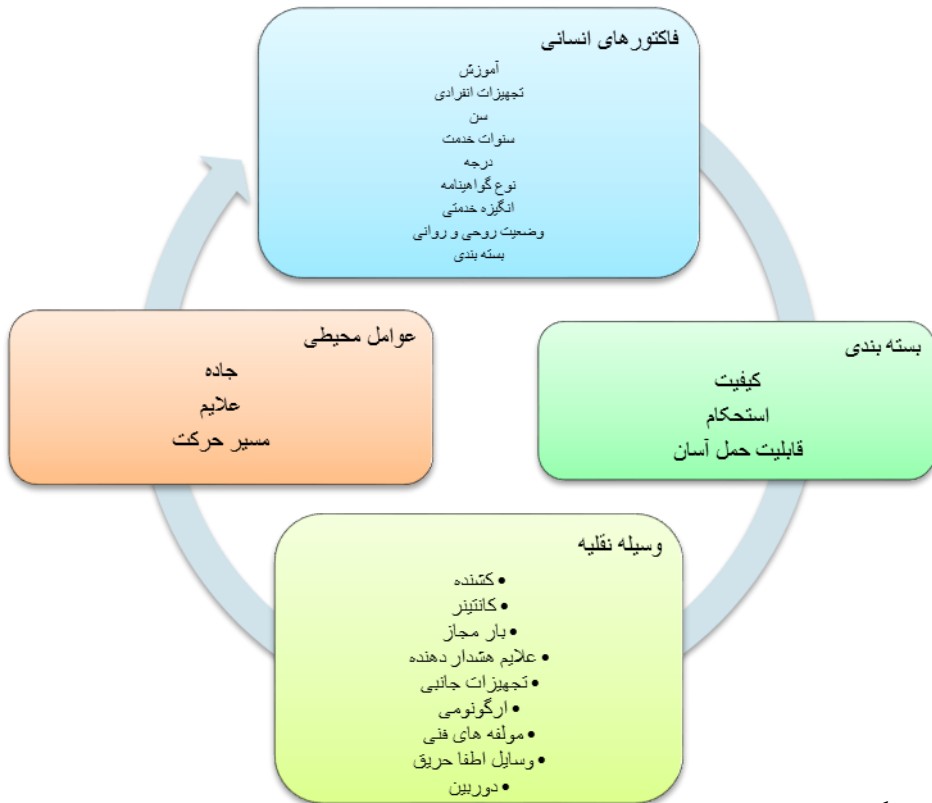 فاکتورهای انسانی
آموزش
تجهیزات انفرادی
سن
سنوات خدمت
درجه
نوع گواهینامه
انگیزه خدمتی
وضعیت روحی و روانی
بسته بندی
بسته بندی
کیفیت
استحکام
قابلیت حمل آسان
وسیله نقلیه
• کشنده
• کانتینر
• بار مجاز
• علایم هشدار دهنده
• تجهیزات جانبی
• ارگونومی
• مولفه های فنی
• وسایل اطفا حریق
• دوربین
عوامل محیطی
جاده
علایم
مسیر حرکت